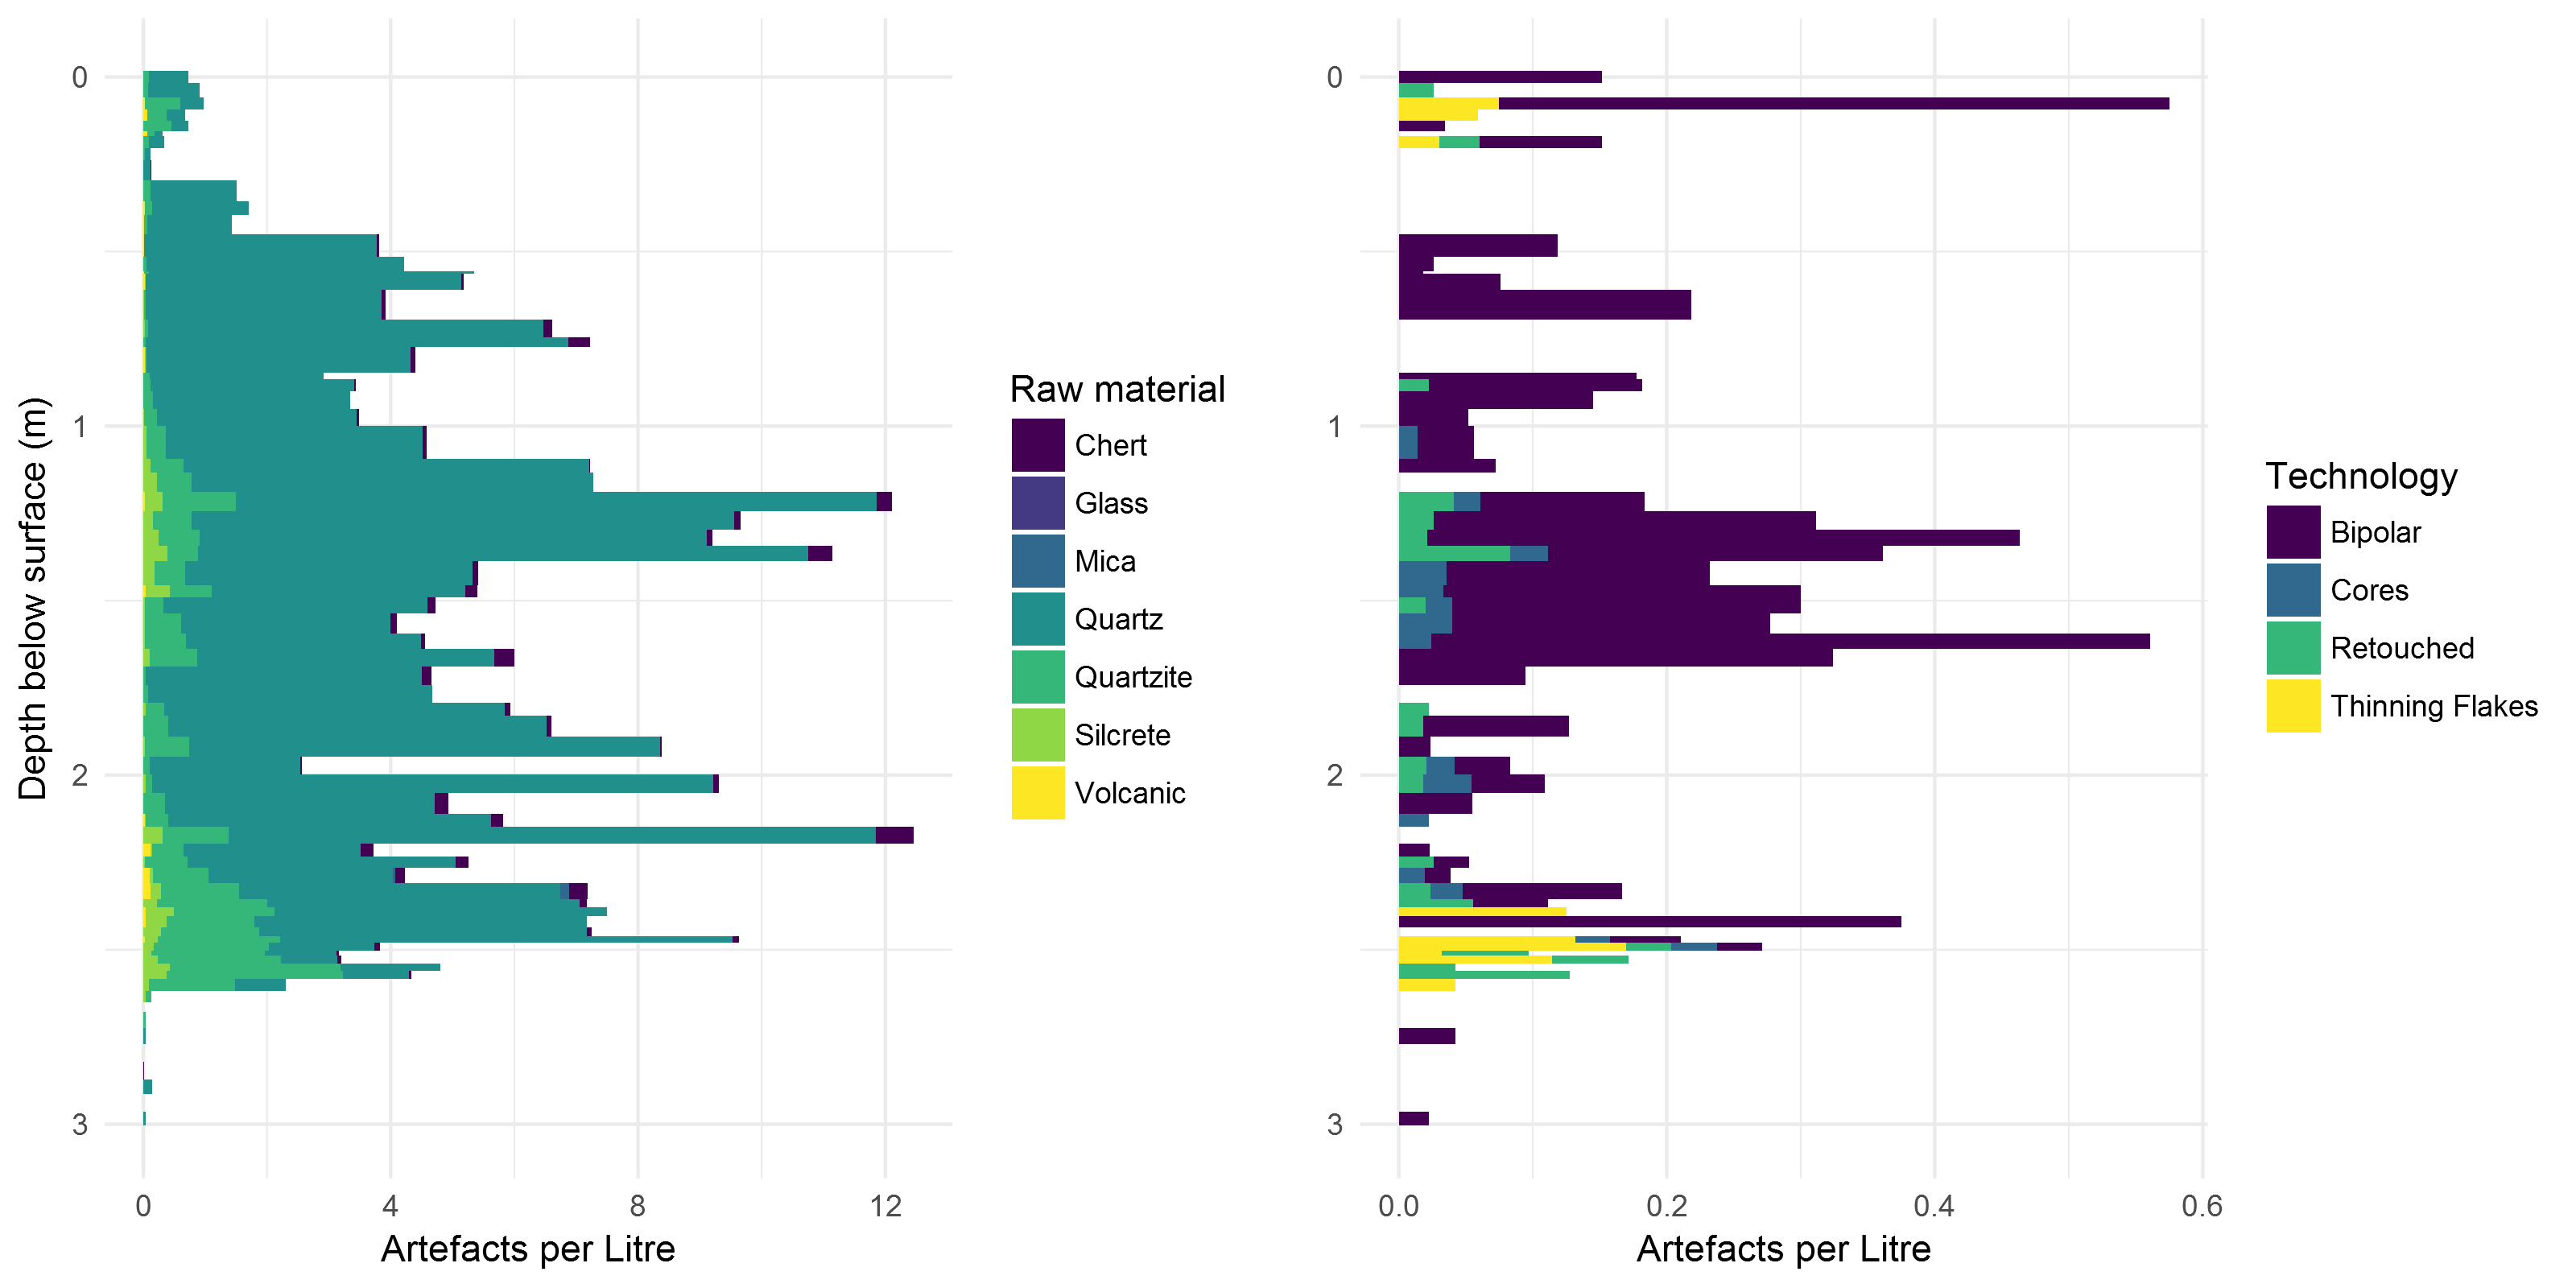 Depth below surface (m)
0
1
2
3
0
4
8
12
Artefacts per Litre
Raw material
Chert
Glass
Mica
Quartz
Quartzite
Silcrete
Volcanic
0
1
2
3
0.0
0.2
0.4
0.6
Artefacts per Litre
Technology
Bipolar
Cores
Retouched
Thinning Flakes